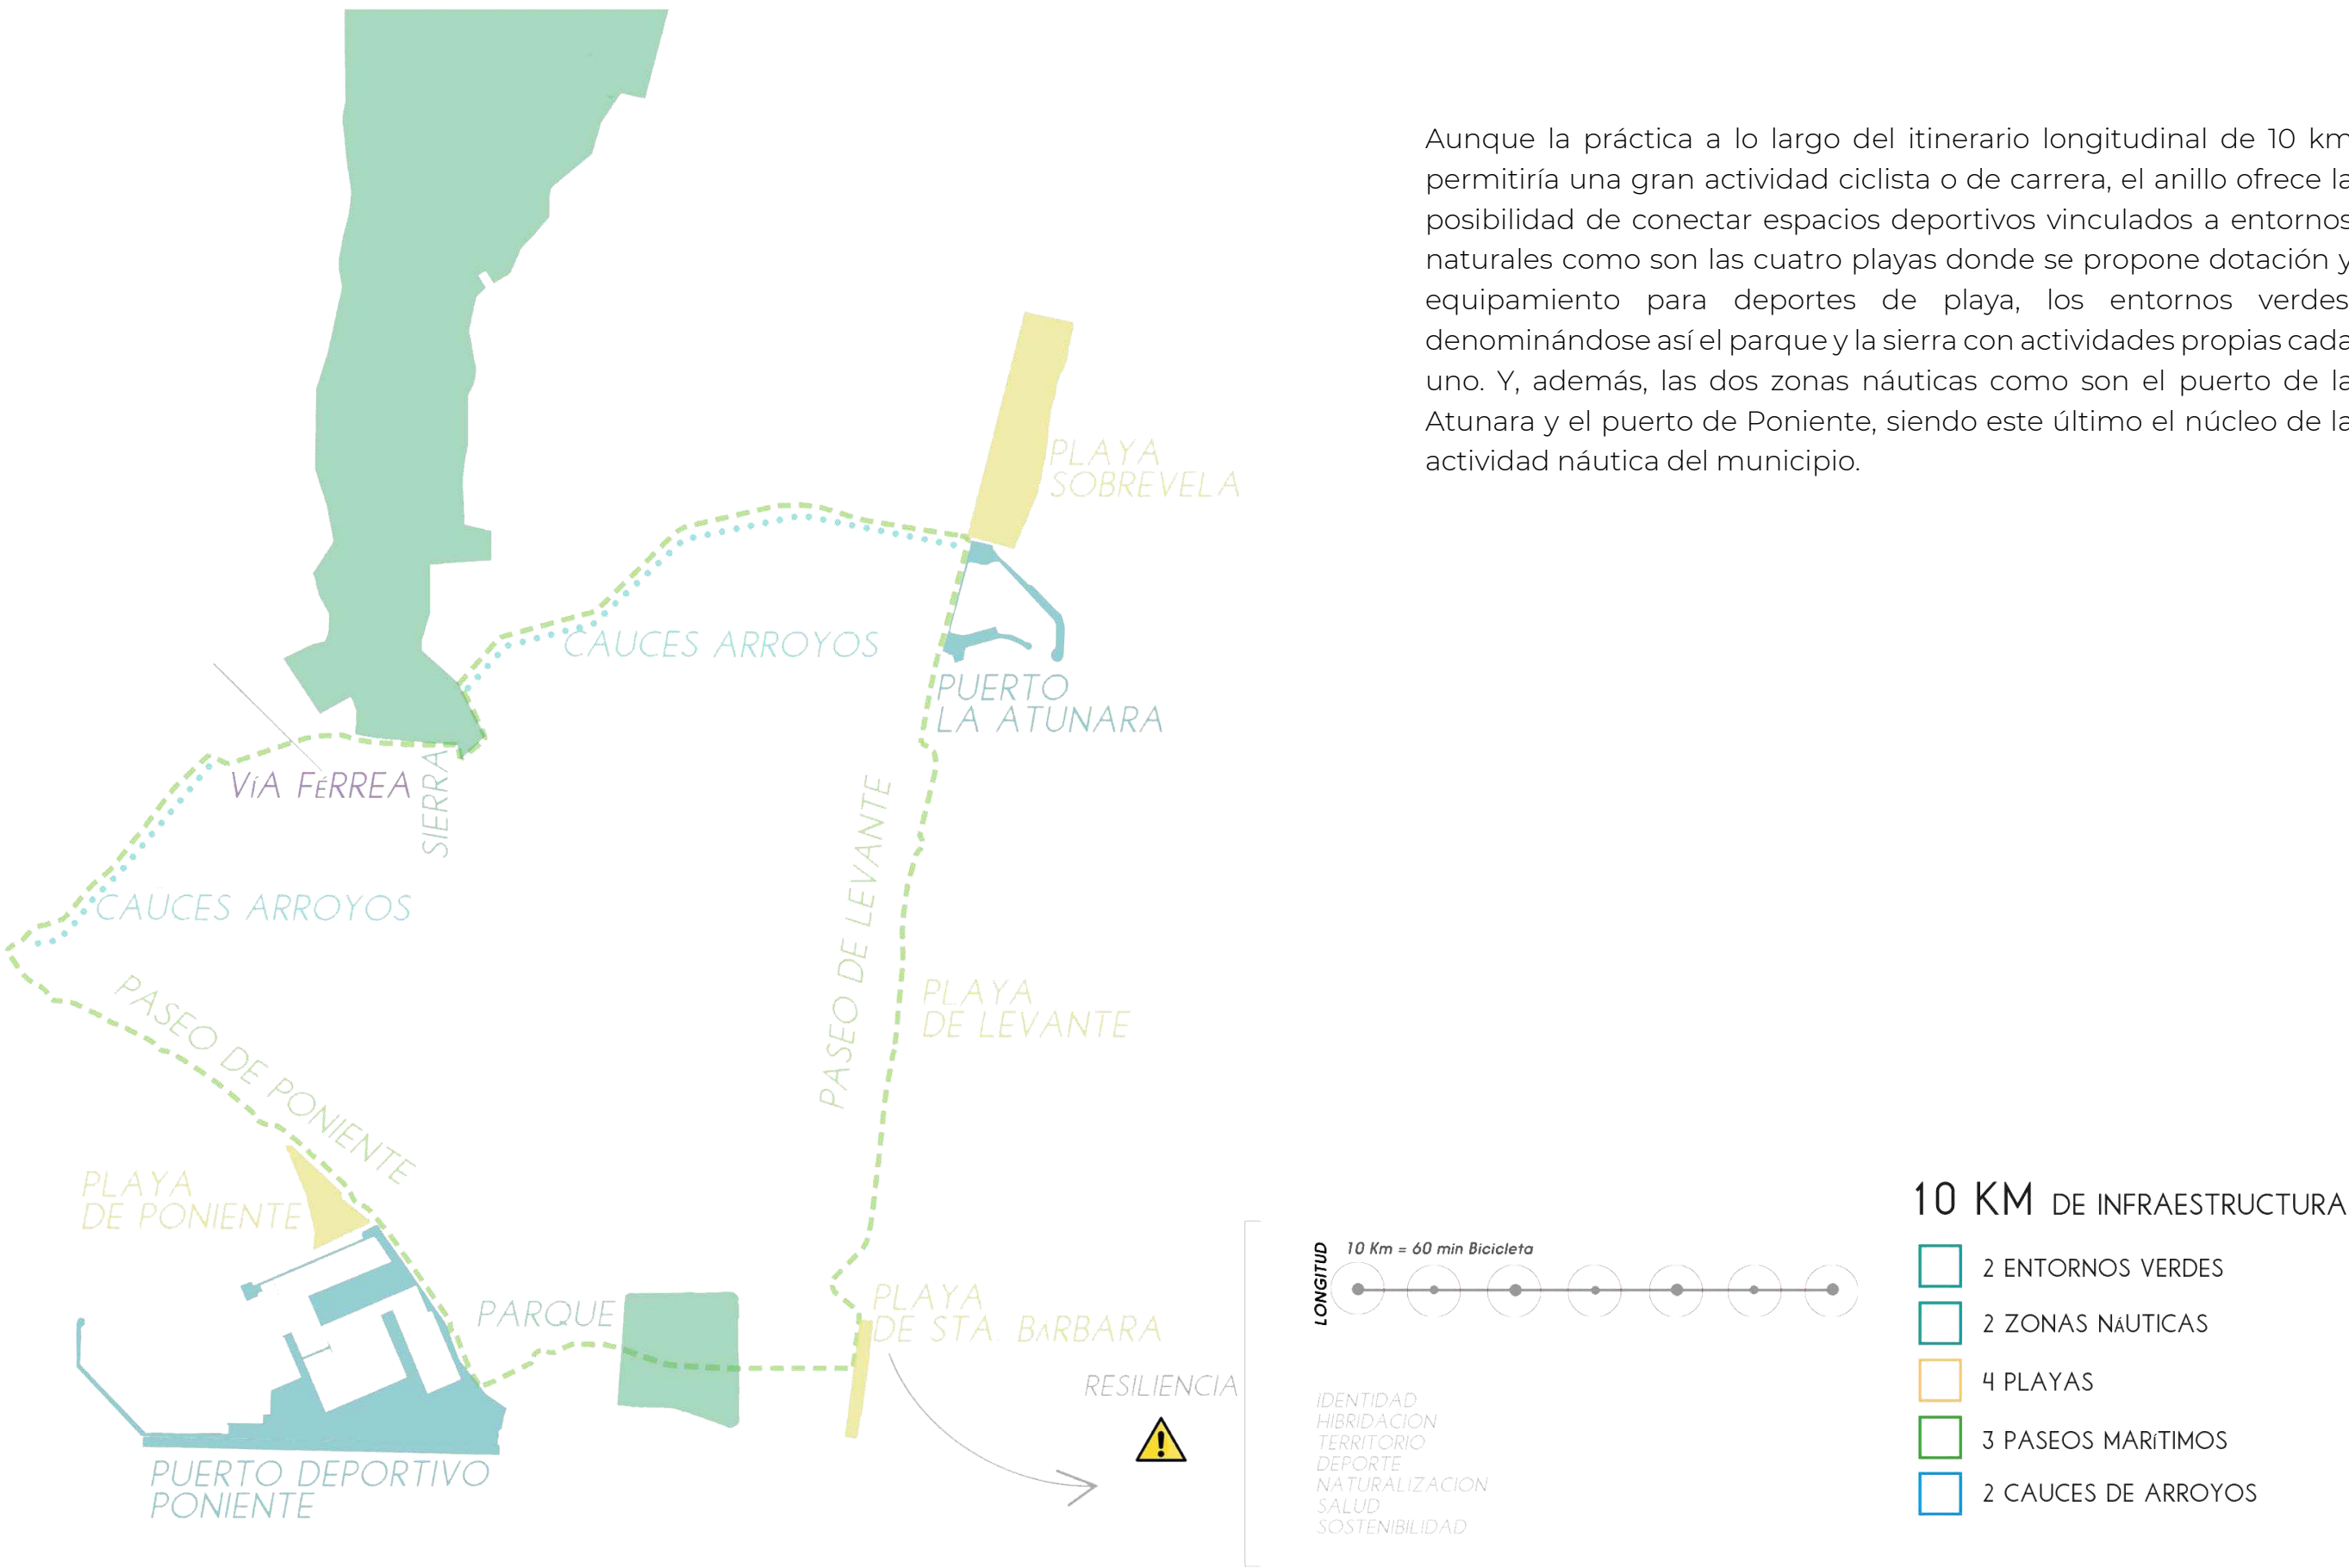 Aunque la práctica a lo largo del itinerario longitudinal de 10 km
permitiría una gran actividad ciclista o de carrera, el anillo ofrece la
posibilidad de conectar espacios deportivos vinculados a entornos
naturales como son las cuatro playas donde se propone dotación y
equipamiento para deportes de playa, los entornos verdes
denominándose así el parque y la sierra con actividades propias cada
uno. Y, además, las dos zonas náuticas como son el puerto de la
Atunara y el puerto de Poniente, siendo este último el núcleo de la
actividad náutica del municipio.
PLAYA
SOBREVELA
CAUCES ARROYOS
PUERTO
LA ATUNARA
VíA FÉRREA
SIERRA
CAUCES ARROYOS
PASEO DE LEVANTE
PLAYA
DE LEVANTE
PASEO DE PONIENTE
PLAYA
DE PONIENTE
PARQUE
PLAYA
DE STA. BÁRBARA
PUERTO DEPORTIVO
PONIENTE
RESILIENCIA
LONGITUD
10 Km = 60 min Bicicleta
IDENTIDAD
HIBRIDACION
TERRITORIO
DEPORTE
NATURALIZACION
SALUD
SOSTENIBILIDAD
10 KM DE INFRAESTRUCTURA
2 ENTORNOS VERDES
2 ZONAS NÁUTICAS
4 PLAYAS
3 PASEOS MARíTIMOS
2 CAUCES DE ARROYOS